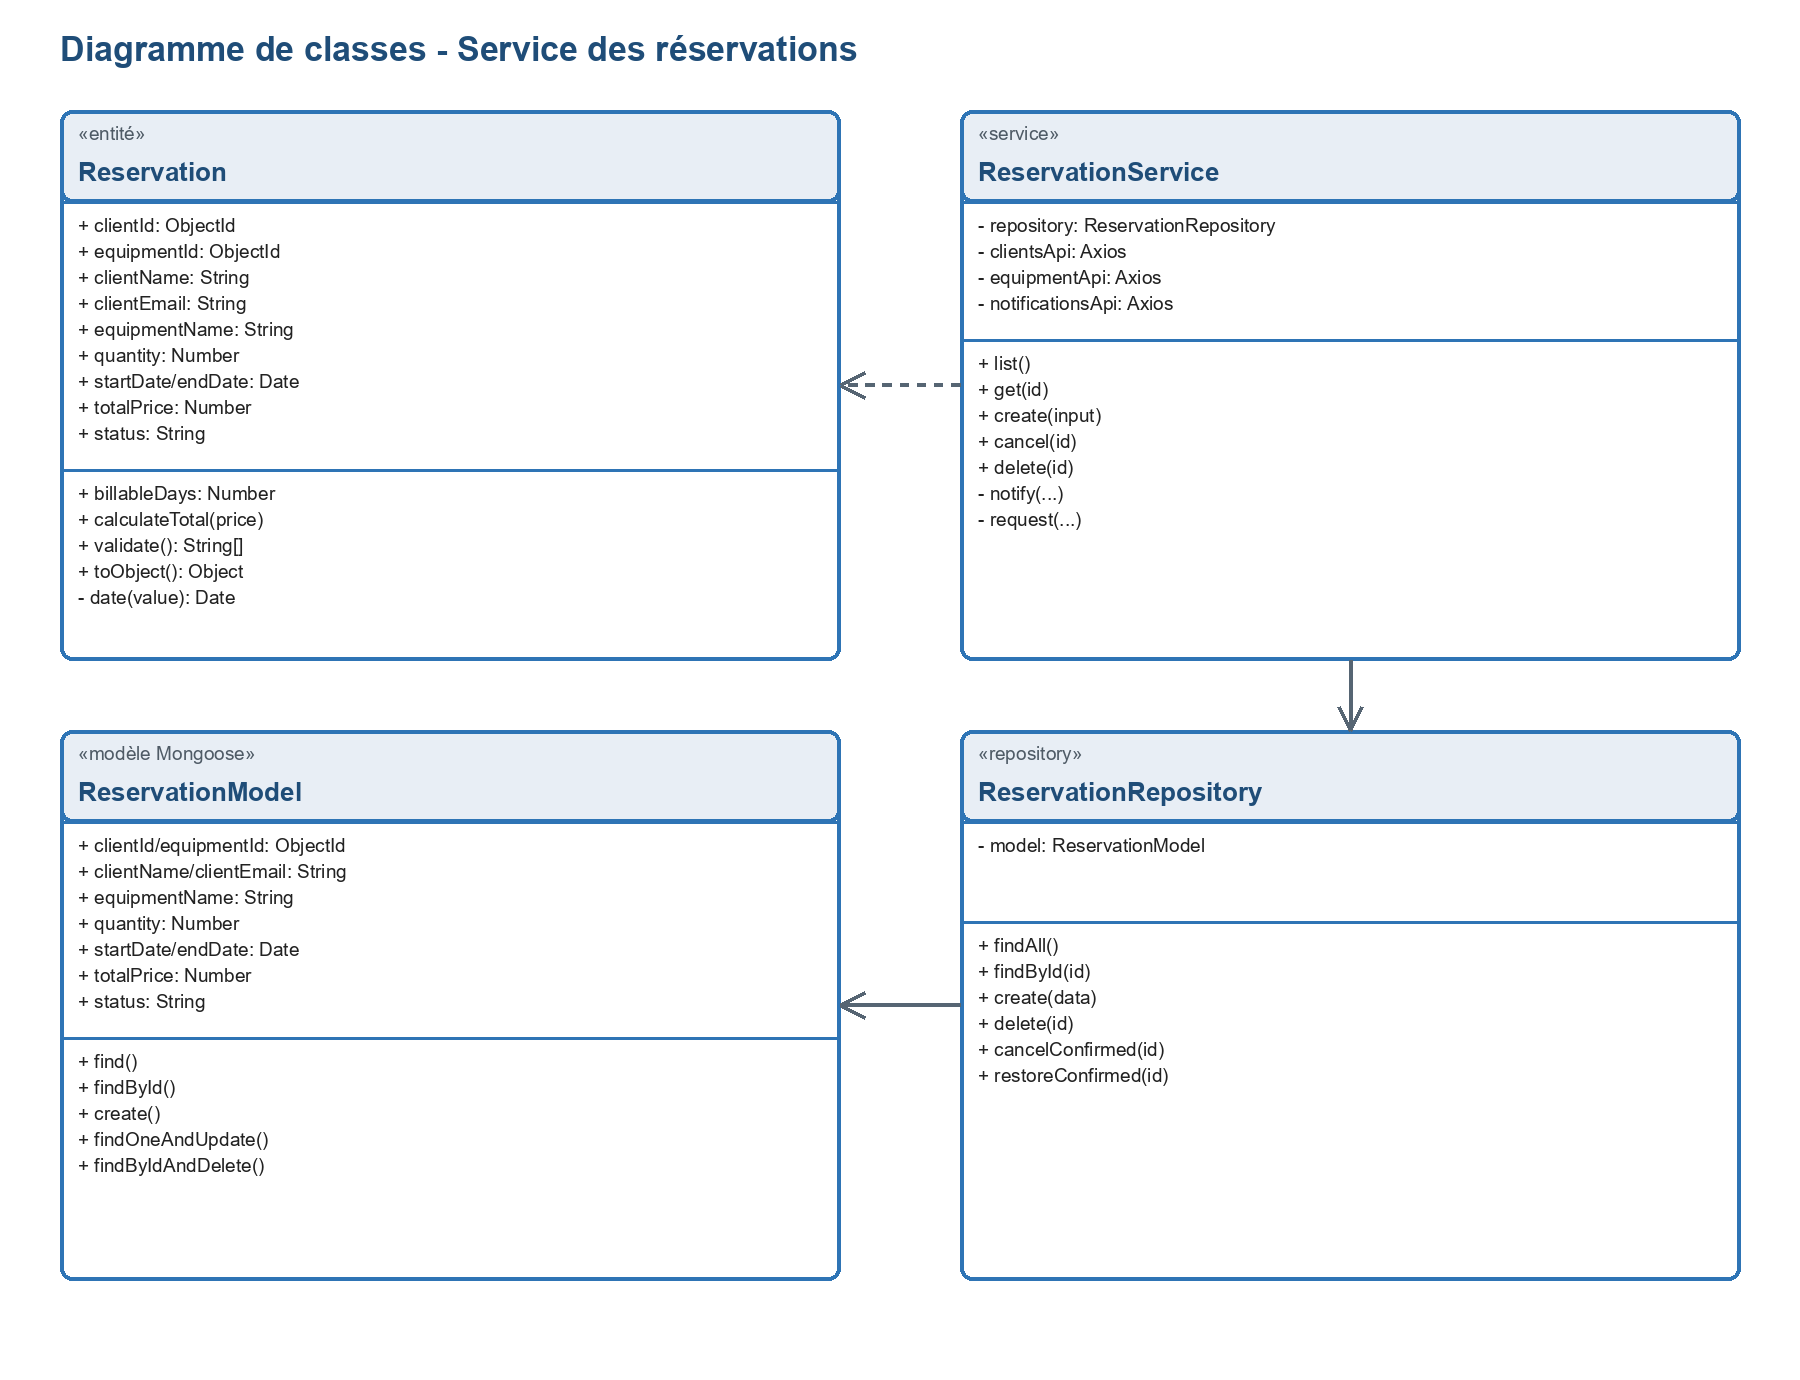 Diagramme de classes - Service des réservations
«entité»
Reservation
+ clientId: ObjectId
+ equipmentId: ObjectId
+ clientName: String
+ clientEmail: String
+ equipmentName: String
+ quantity: Number
+ startDate/endDate: Date
+ totalPrice: Number
+ status: String
+ billableDays: Number
+ calculateTotal(price)
+ validate(): String[]
+ toObject(): Object
- date(value): Date
«service»
ReservationService
- repository: ReservationRepository
- clientsApi: Axios
- equipmentApi: Axios
- notificationsApi: Axios
+ list()
+ get(id)
+ create(input)
+ cancel(id)
+ delete(id)
- notify(...)
- request(...)
«modèle Mongoose»
ReservationModel
+ clientId/equipmentId: ObjectId
+ clientName/clientEmail: String
+ equipmentName: String
+ quantity: Number
+ startDate/endDate: Date
+ totalPrice: Number
+ status: String
+ find()
+ findById()
+ create()
+ findOneAndUpdate()
+ findByIdAndDelete()
«repository»
ReservationRepository
- model: ReservationModel
+ findAll()
+ findById(id)
+ create(data)
+ delete(id)
+ cancelConfirmed(id)
+ restoreConfirmed(id)